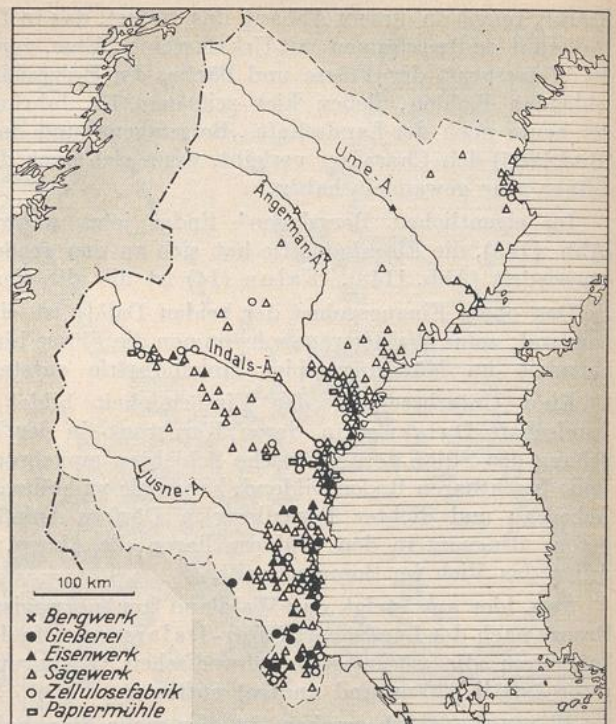 Ume-Ä.
Ångerman-Ä.
Indals-Ä.
Ljusne-Ä.
100 km
Bergwerk
Gießerei
Eisenwerk
Sägewerk
Zellulosefabrik
Papiermühle